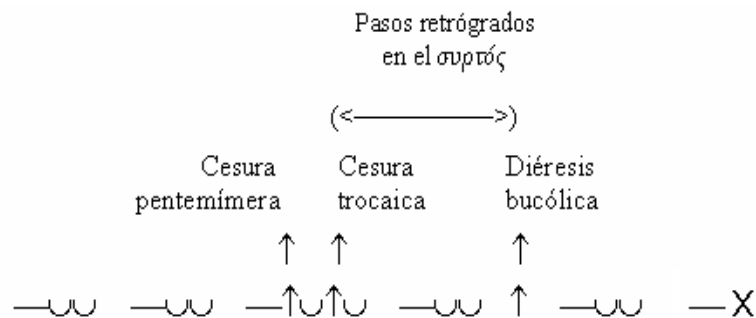 Pasos retrógrados
en el συρτός
(<————>)
Cesura Cesura Diéresis
pentemímera trocaica bucólica
↑ ↑ ↑
—∪∪ —∪∪ —↑∪↑∪ —∪∪ ↑ —∪∪ —X